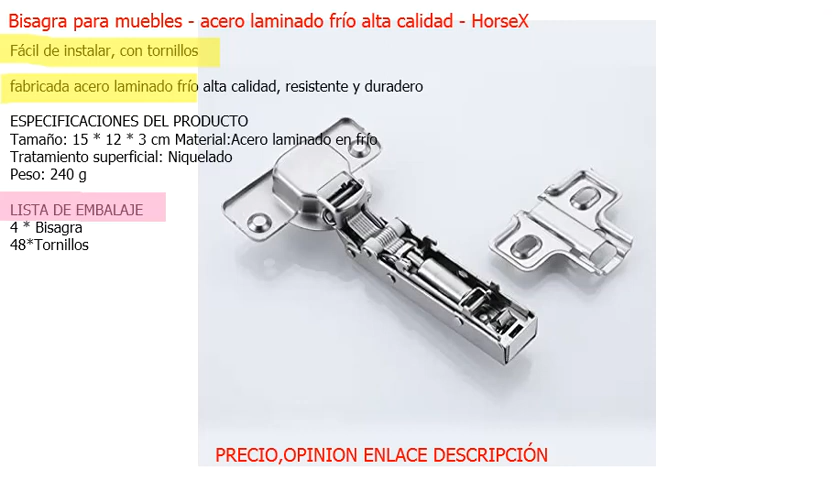 Bisagra para muebles - acero laminado frío alta calidad - HorseX
Fácil de instalar, con tornillos
fabricada acero laminado frío alta calidad, resistente y duradero
ESPECIFICACIONES DEL PRODUCTO
Tamaño: 15 * 12 * 3 cm Material:Acero laminado en frío
Tratamiento superficial: Niquelado
Peso: 240 g
LISTA DE EMBALAJE
4 * Bisagra
48*Tornillos
PRECIO,OPINION ENLACE DESCRIPCIÓN